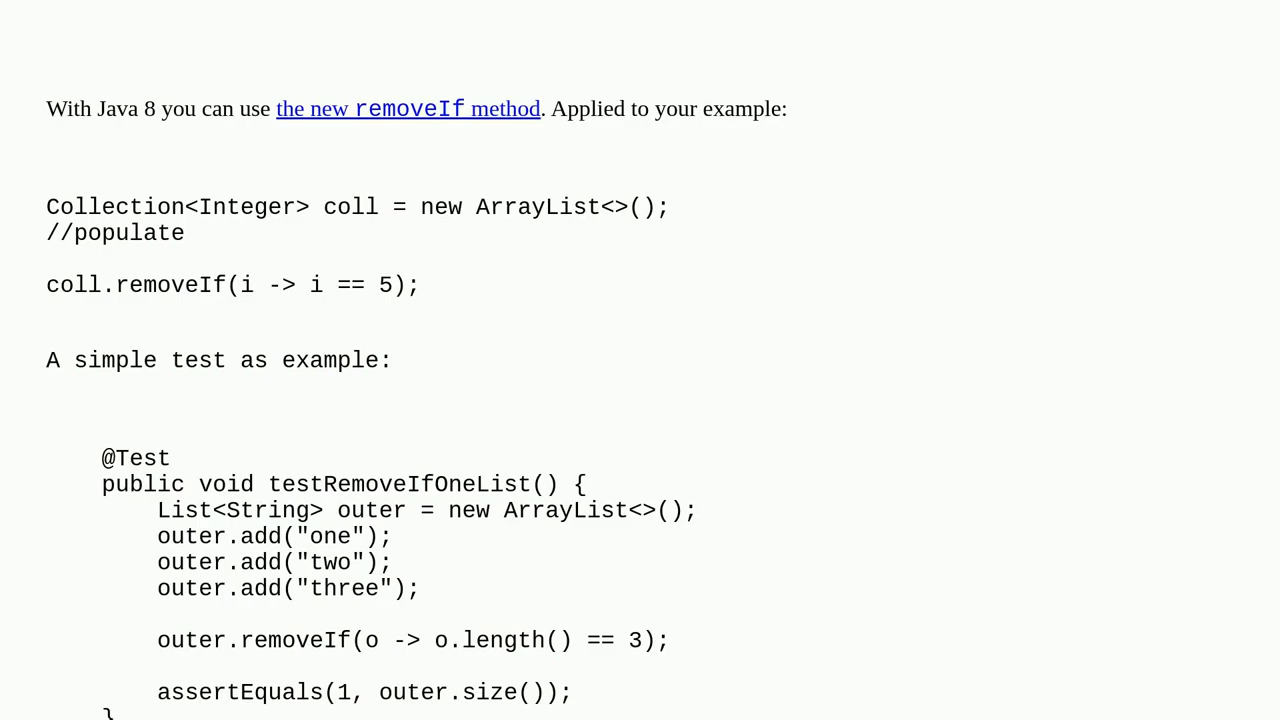 With Java 8 you can use the new removeIf method. Applied to your example:
Collection<Integer> coll = new ArrayList<>();
//populate
coll.removeIf(i -> i == 5);
A simple test as example:
@Test
public void testRemoveIfOneList() {
List<String> outer = new ArrayList<>();
outer.add("one");
outer.add("two");
outer.add("three");
outer.removeIf(o -> o.length() == 3);
assertEquals(1, outer.size());
}